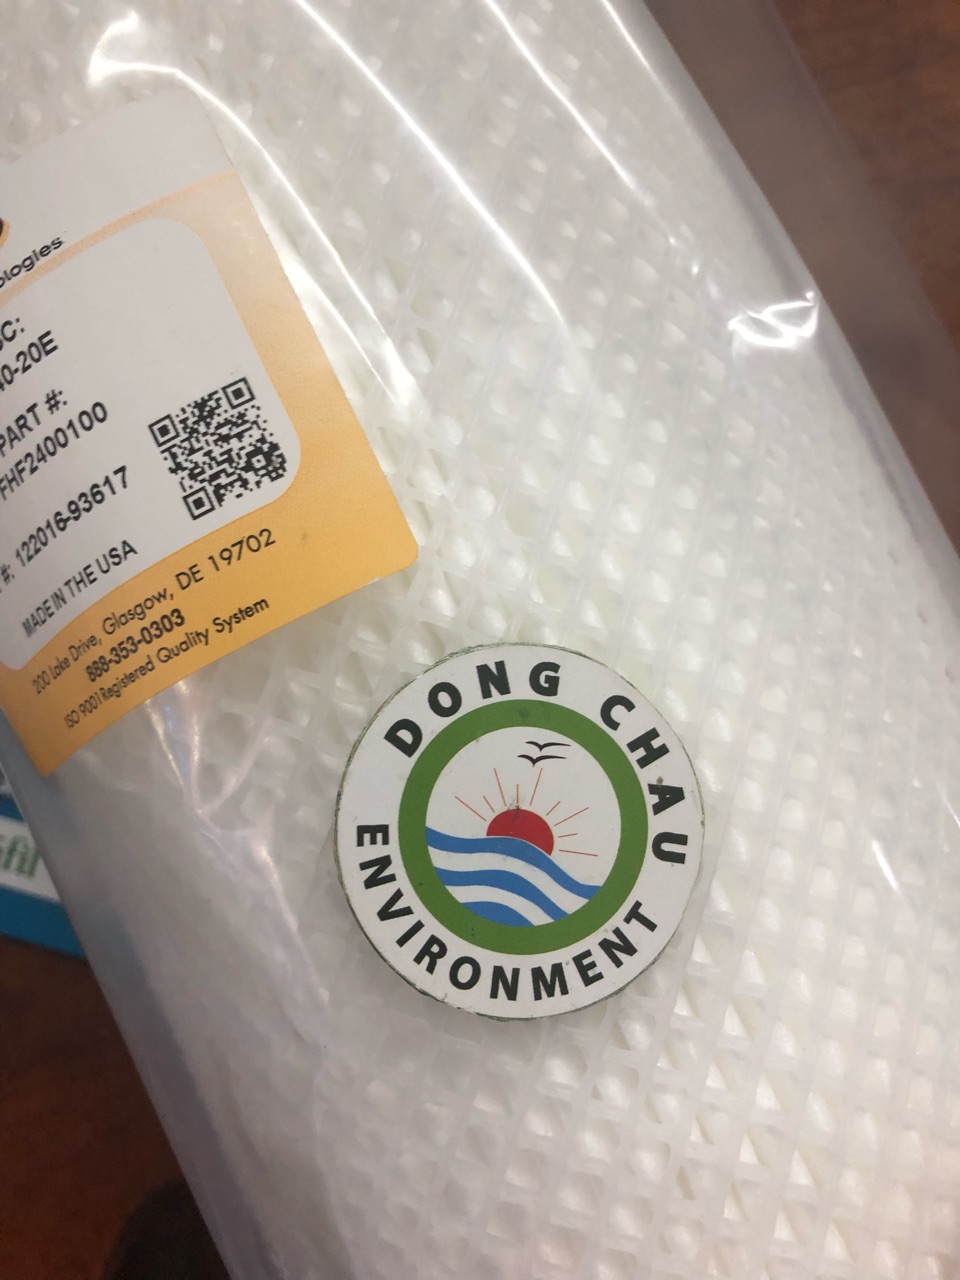 ologies
SC:
40-20E
PART #:
FHF2400100
#: 122016-93617
MADE IN THE USA
200 Lake Drive, Glasgow, DE 19702
888-353-0303
ISO 9001 Registered Quality System
DONG CHAU
ENVIRONMENT